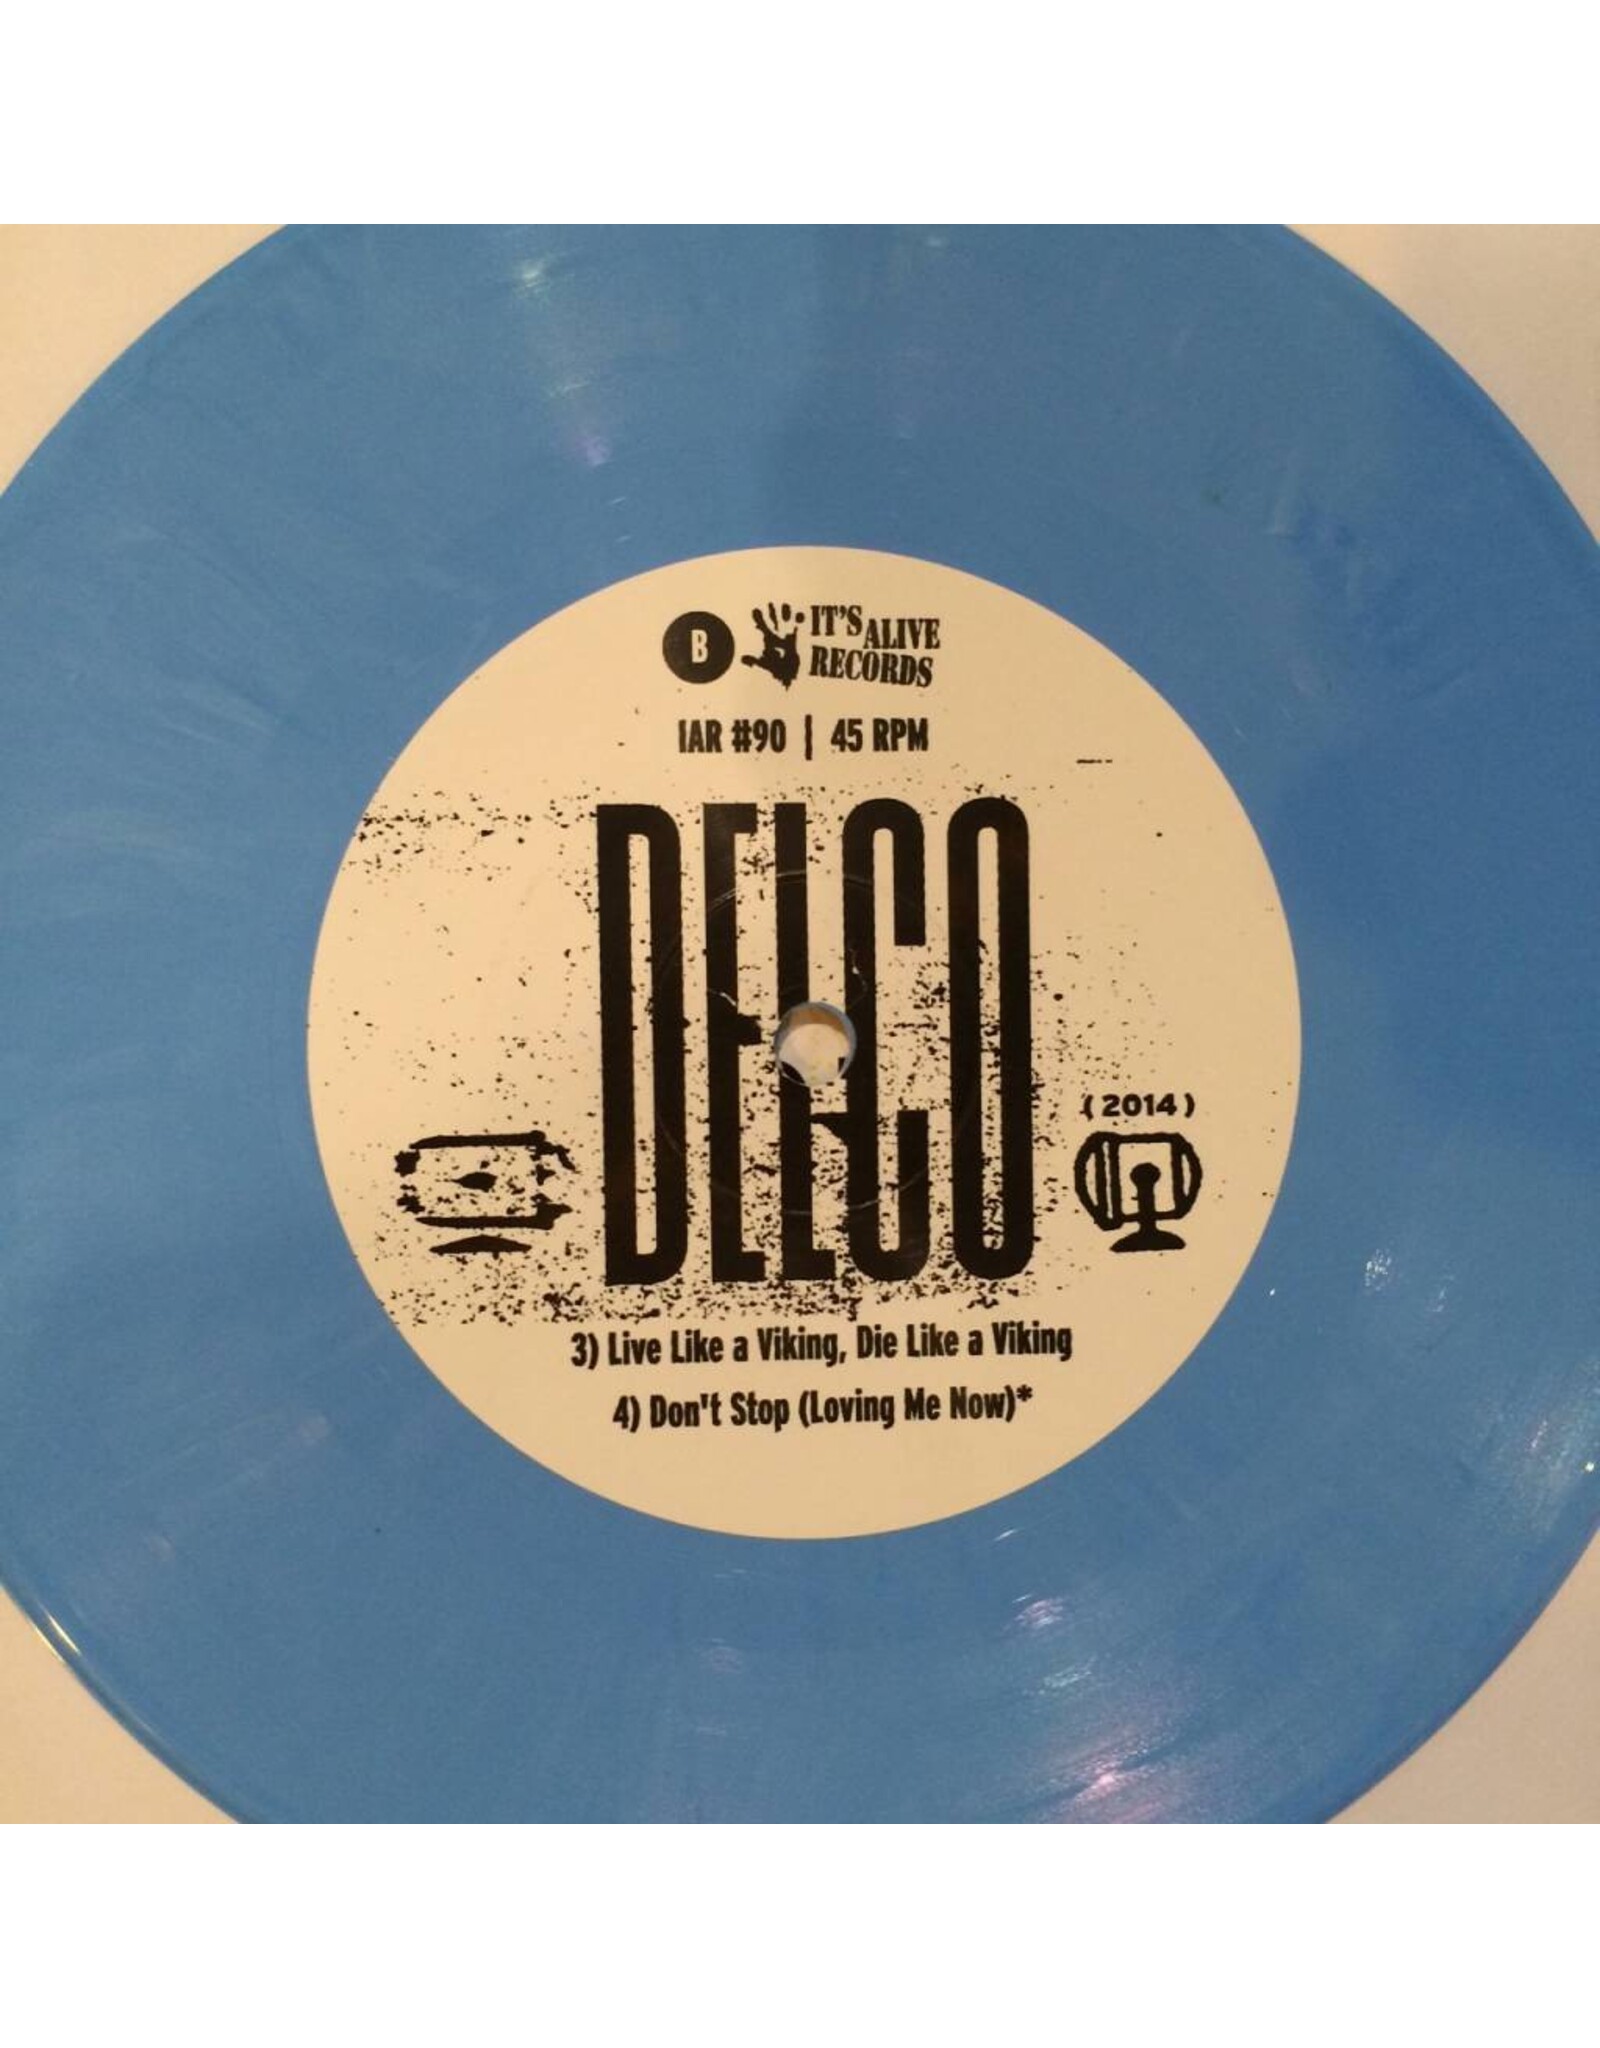 B
IT'S ALIVE
RECORDS
IAR #90 | 45 RPM
DELCO
( 2014 )
3) Live Like a Viking, Die Like a Viking
4) Don't Stop (Loving Me Now)*